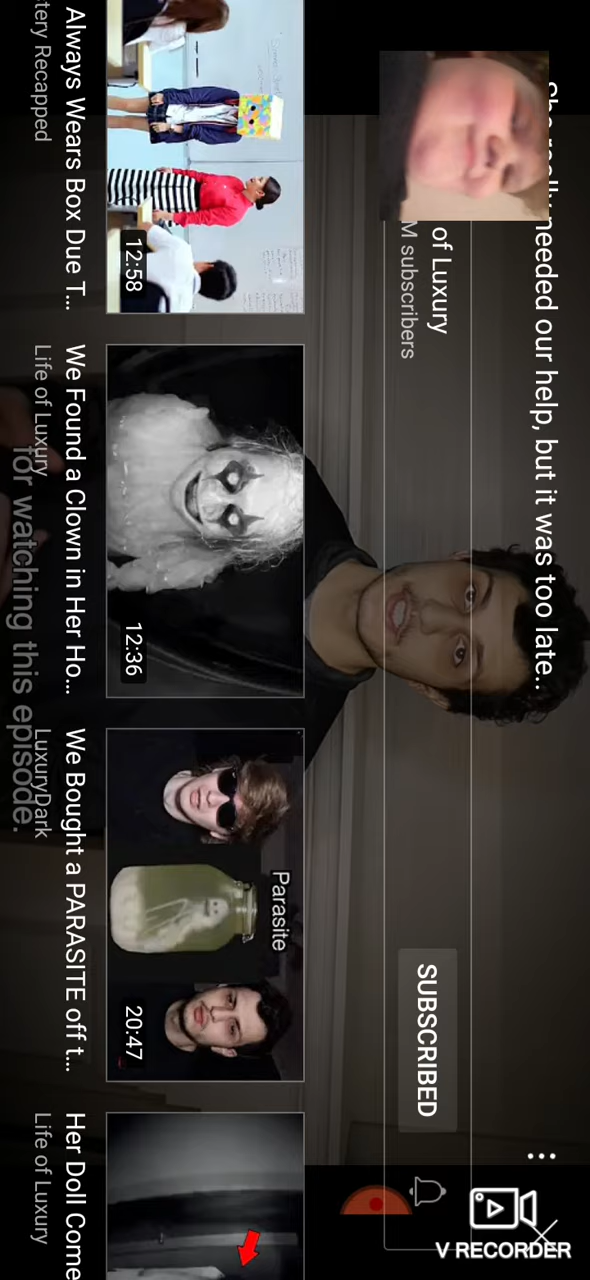 She really needed our help, but it was too late...
of Luxury
M subscribers
SUBSCRIBED
V RECORDER
12:58
12:36
Parasite
20:47
Always Wears Box Due T...
tery Recapped
We Found a Clown in Her Ho...
Life of Luxury
We Bought a PARASITE off t...
LuxuryDark
Her Doll Come
Life of Luxury
for watching this episode.